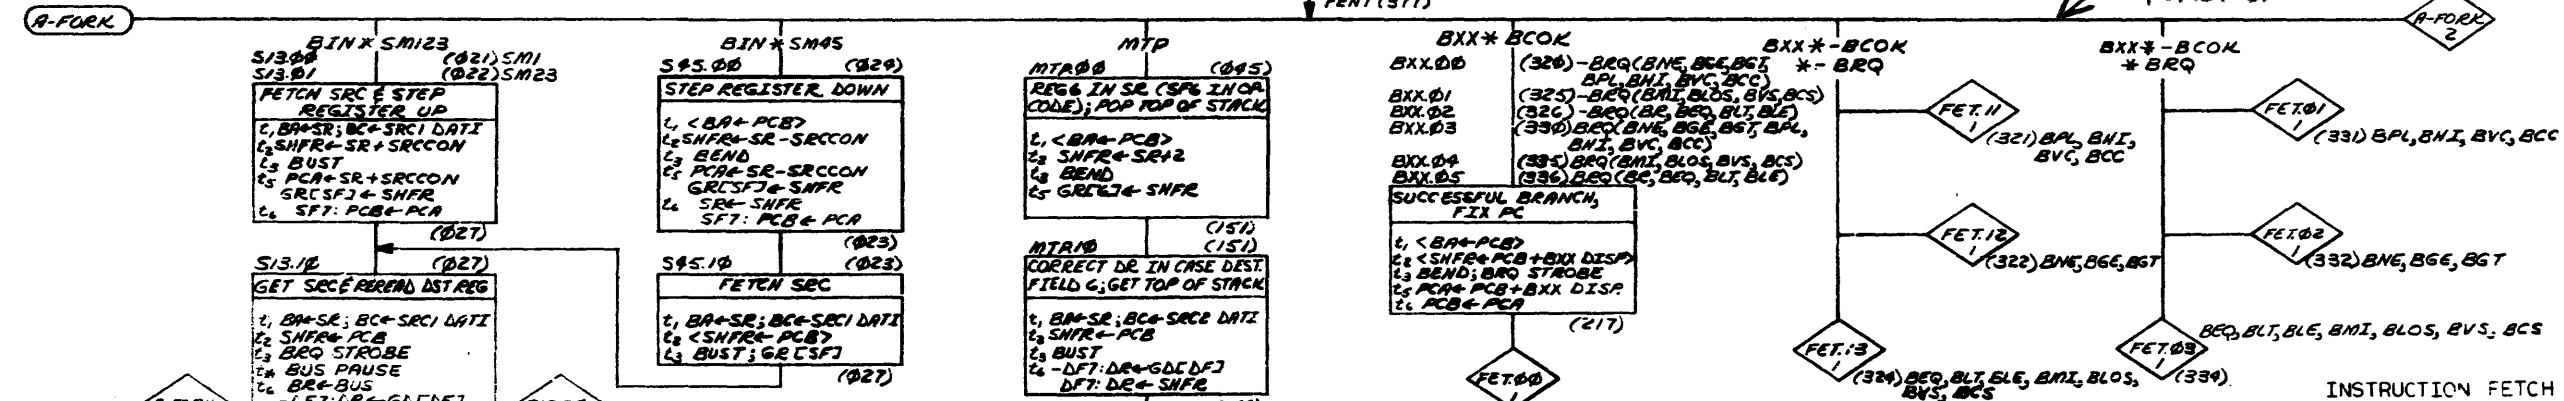 A-FORK
FENT (377)
A-FORK
2
BIN * SM123
S13.00 (021) SM1
S13.01 (022) SM23
FETCH SRC & STEP
REGISTER UP
t1 BA←SR; BC←SRC1 DATI
t2 SHFR←SR+SRCCON
t3 BUST
t5 PCA←SR+SRCCON
GR[SF]←SHFR
t6 SF7: PCB←PCA
(027)
S13.10 (027)
GET SRC & REREAD DST REG
t1 BA←SR; BC←SRC1 DATI
t2 SHFR←PCB
t3 BRQ STROBE
t* BUS PAUSE
t6 BR←BUS
-DF7: DR←GD[DF]
BIN * SM45
S45.00 (024)
STEP REGISTER DOWN
t1 <BA←PCB>
t2 SHFR←SR-SRCCON
t3 BEND
t5 PCA←SR-SRCCON
GR[SF]←SHFR
t6 SR←SHFR
SF7: PCB←PCA
(023)
S45.10 (023)
FETCH SRC
t1 BA←SR; BC←SRC1 DATI
t2 <SHFR←PCB>
t3 BUST; GR[SF]
(027)
MTP
MTP.00 (045)
REG6 IN SR (SF6 IN OP
CODE); POP TOP OF STACK
t1 <BA←PCB>
t2 SHFR←SR+2
t3 BEND
t5 GR[6]←SHFR
(151)
MTP.10 (151)
CORRECT DR IN CASE DEST.
FIELD 6; GET TOP OF STACK
t1 BA←SR; BC←SRC2 DATI
t2 SHFR←PCB
t3 BUST
t6 -DF7: DR←GD[DF]
DF7: DR←SHFR
BXX * BCOK
BXX.00 (320)-BRQ(BNE, BGE, BGT,
BPL, BHI, BVC, BCC)
BXX.01 (325)-BRQ(BMI, BLOS, BVS, BCS)
BXX.02 (326)-BRQ(BR, BEQ, BLT, BLE)
BXX.03 (330)BRQ(BNE, BGE, BGT, BPL,
BHI, BVC, BCC)
BXX.04 (335)BRQ(BMI, BLOS, BVS, BCS)
BXX.05 (336)BRQ(BR, BEQ, BLT, BLE)
SUCCESSFUL BRANCH,
FIX PC
t1 <BA←PCB>
t2 <SHFR←PCB+BXX DISP>
t3 BEND; BRQ STROBE
t5 PCA←PCB+BXX DISP.
t6 PCB←PCA
(217)
FET.00
1
BXX * -BCOK
* -BRQ
FET.11
1
(321) BPL, BHI,
BVC, BCC
FET.12
1
(322) BNE, BGE, BGT
FET.13
1
(324) BEQ, BLT, BLE, BMI, BLOS,
BVS, BCS
BXX * -BCOK
* BRQ
FET.01
1
(331) BPL, BHI, BVC, BCC
FET.02
1
(332) BNE, BGE, BGT
BEQ, BLT, BLE, BMI, BLOS, BVS, BCS
FET.03
1
(334)
INSTRUCTION FETCH